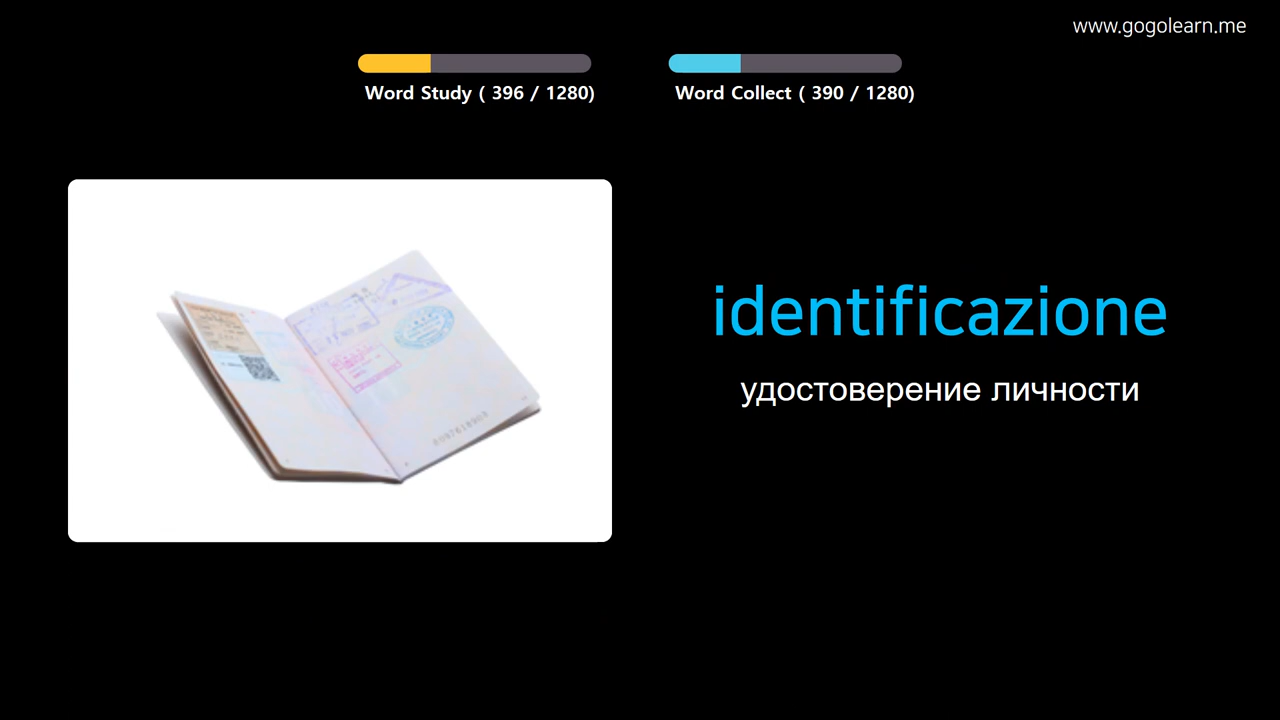 www.gogolearn.me
Word Study ( 396 / 1280)
Word Collect ( 390 / 1280)
identificazione
удостоверение личности